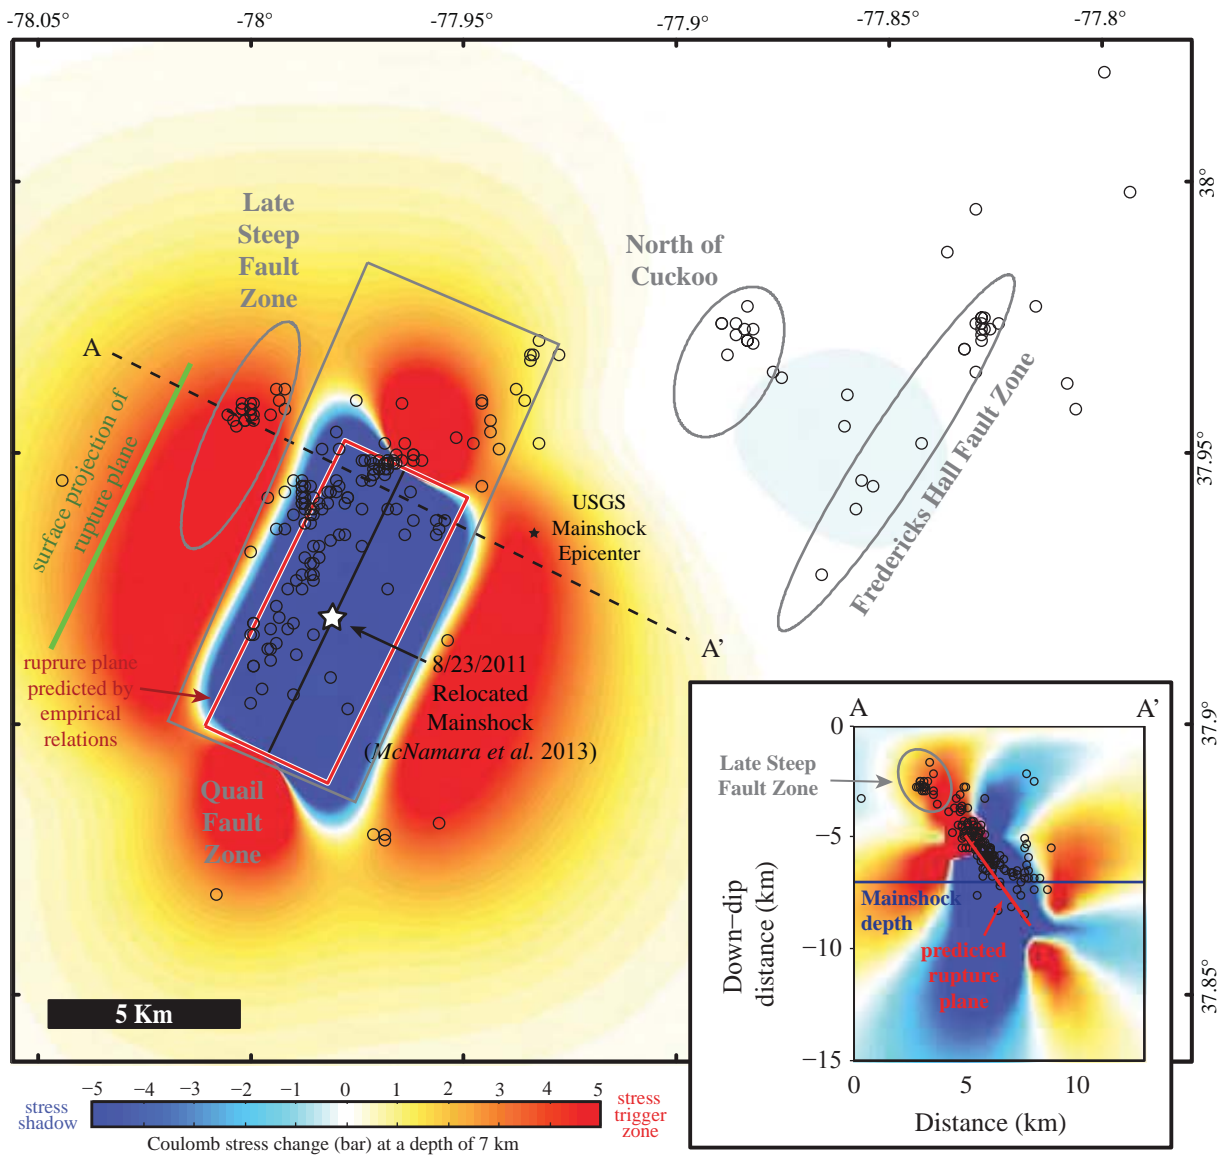 -78.05°
-78°
-77.95°
-77.9°
-77.85°
-77.8°
38°
37.95°
37.9°
37.85°
Late
Steep
Fault
Zone
North of
Cuckoo
A
surface projection of
rupture plane
USGS
Mainshock
Epicenter
Fredericks Hall Fault Zone
A'
ruprure plane
predicted by
empirical
relations
8/23/2011
Relocated
Mainshock
(McNamara et al. 2013)
Quail
Fault
Zone
5 Km
−5 −4 −3 −2 −1 0 1 2 3 4 5
stress
shadow
stress
trigger
zone
Coulomb stress change (bar) at a depth of 7 km
A
A'
0
−5
−10
−15
Late Steep
Fault Zone
Mainshock
depth
predicted
rupture
plane
Down−dip
distance (km)
0 5 10
Distance (km)